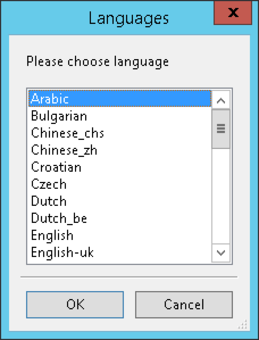 Languages
Please choose language
Arabic
Bulgarian
Chinese_chs
Chinese_zh
Croatian
Czech
Dutch
Dutch_be
English
English-uk
OK
Cancel